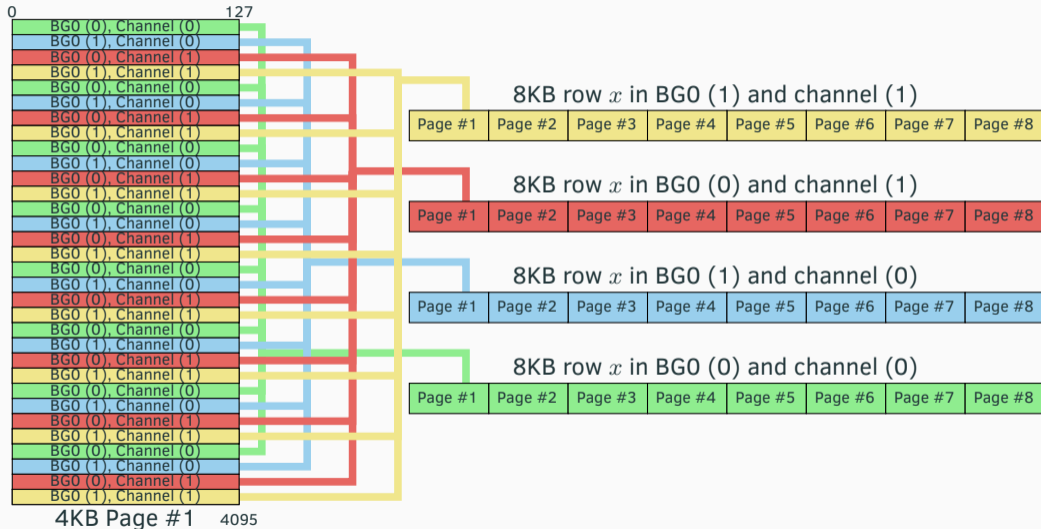 0 127
BG0 (0), Channel (0)
BG0 (1), Channel (0)
BG0 (0), Channel (1)
BG0 (1), Channel (1)
BG0 (0), Channel (0)
BG0 (1), Channel (0)
BG0 (0), Channel (1)
BG0 (1), Channel (1)
BG0 (0), Channel (0)
BG0 (1), Channel (0)
BG0 (0), Channel (1)
BG0 (1), Channel (1)
BG0 (0), Channel (0)
BG0 (1), Channel (0)
BG0 (0), Channel (1)
BG0 (1), Channel (1)
BG0 (0), Channel (0)
BG0 (1), Channel (0)
BG0 (0), Channel (1)
BG0 (1), Channel (1)
BG0 (0), Channel (0)
BG0 (1), Channel (0)
BG0 (0), Channel (1)
BG0 (1), Channel (1)
BG0 (0), Channel (0)
BG0 (1), Channel (0)
BG0 (0), Channel (1)
BG0 (1), Channel (1)
BG0 (0), Channel (0)
BG0 (1), Channel (0)
BG0 (0), Channel (1)
BG0 (1), Channel (1)
4KB Page #1 4095
8KB row x in BG0 (1) and channel (1)
Page #1 Page #2 Page #3 Page #4 Page #5 Page #6 Page #7 Page #8
8KB row x in BG0 (0) and channel (1)
Page #1 Page #2 Page #3 Page #4 Page #5 Page #6 Page #7 Page #8
8KB row x in BG0 (1) and channel (0)
Page #1 Page #2 Page #3 Page #4 Page #5 Page #6 Page #7 Page #8
8KB row x in BG0 (0) and channel (0)
Page #1 Page #2 Page #3 Page #4 Page #5 Page #6 Page #7 Page #8